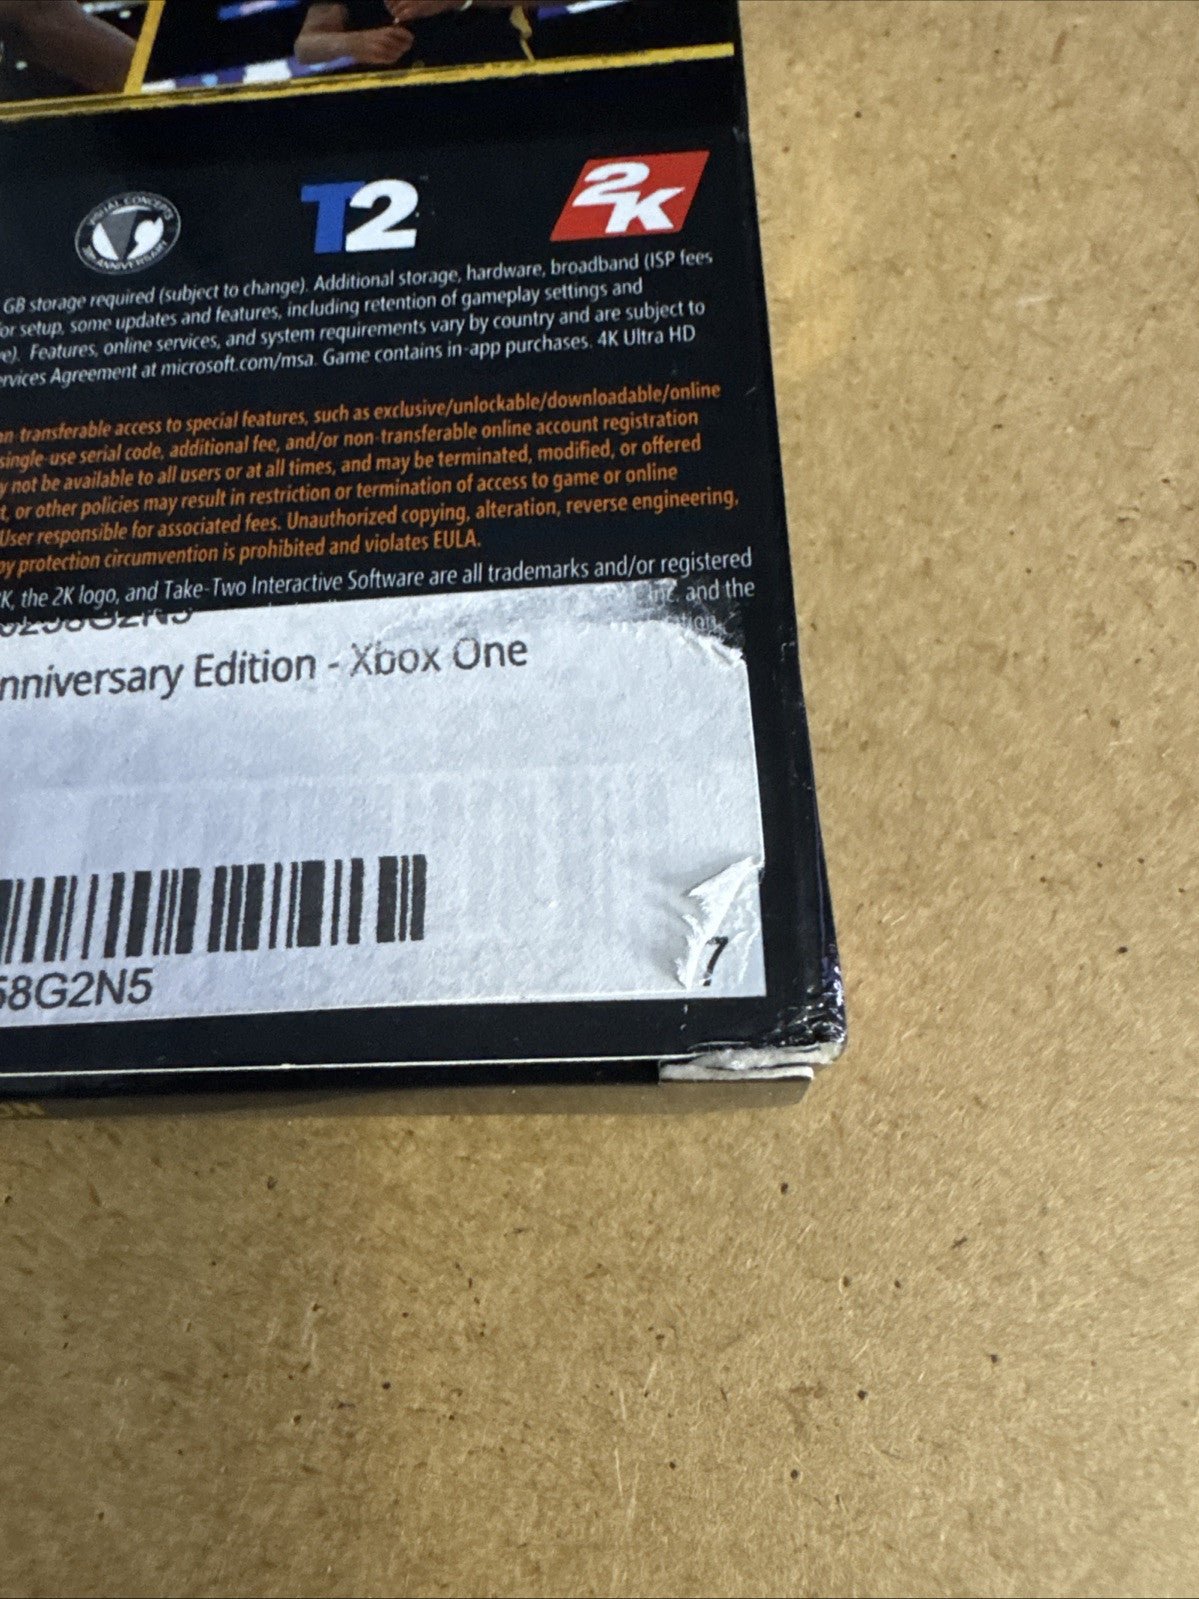 VISUAL CONCEPTS
ANNIVERSARY
T2
2K
GB storage required (subject to change). Additional storage, hardware, broadband (ISP fees
or setup, some updates and features, including retention of gameplay settings and
e). Features, online services, and system requirements vary by country and are subject to
ervices Agreement at microsoft.com/msa. Game contains in-app purchases. 4K Ultra HD
n-transferable access to special features, such as exclusive/unlockable/downloadable/online
single-use serial code, additional fee, and/or non-transferable online account registration
y not be available to all users or at all times, and may be terminated, modified, or offered
t, or other policies may result in restriction or termination of access to game or online
User responsible for associated fees. Unauthorized copying, alteration, reverse engineering,
py protection circumvention is prohibited and violates EULA.
K, the 2K logo, and Take-Two Interactive Software are all trademarks and/or registered
Inc. and the
ation.
nniversary Edition - Xbox One
58G2N5
7
ON